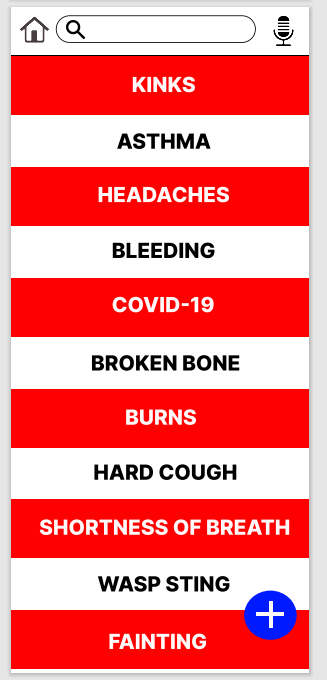 KINKS
ASTHMA
HEADACHES
BLEEDING
COVID-19
BROKEN BONE
BURNS
HARD COUGH
SHORTNESS OF BREATH
WASP STING
FAINTING